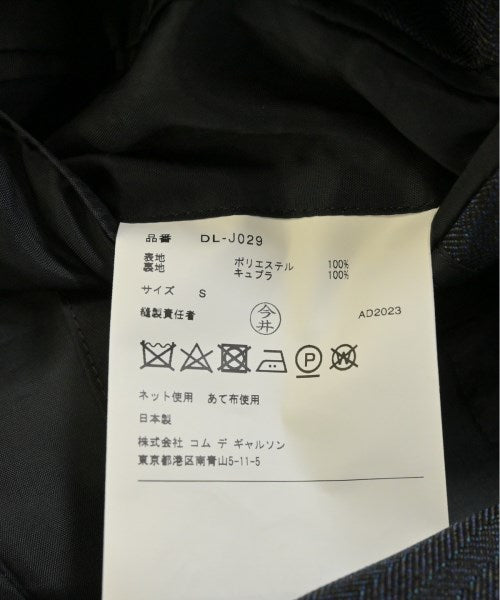 品番 DL-J029
表地 ポリエステル 100%
裏地 キュプラ 100%
サイズ S
縫製責任者 今井 AD2023
P W
ネット使用 あて布使用
日本製
株式会社 コム デ ギャルソン
東京都港区南青山5-11-5